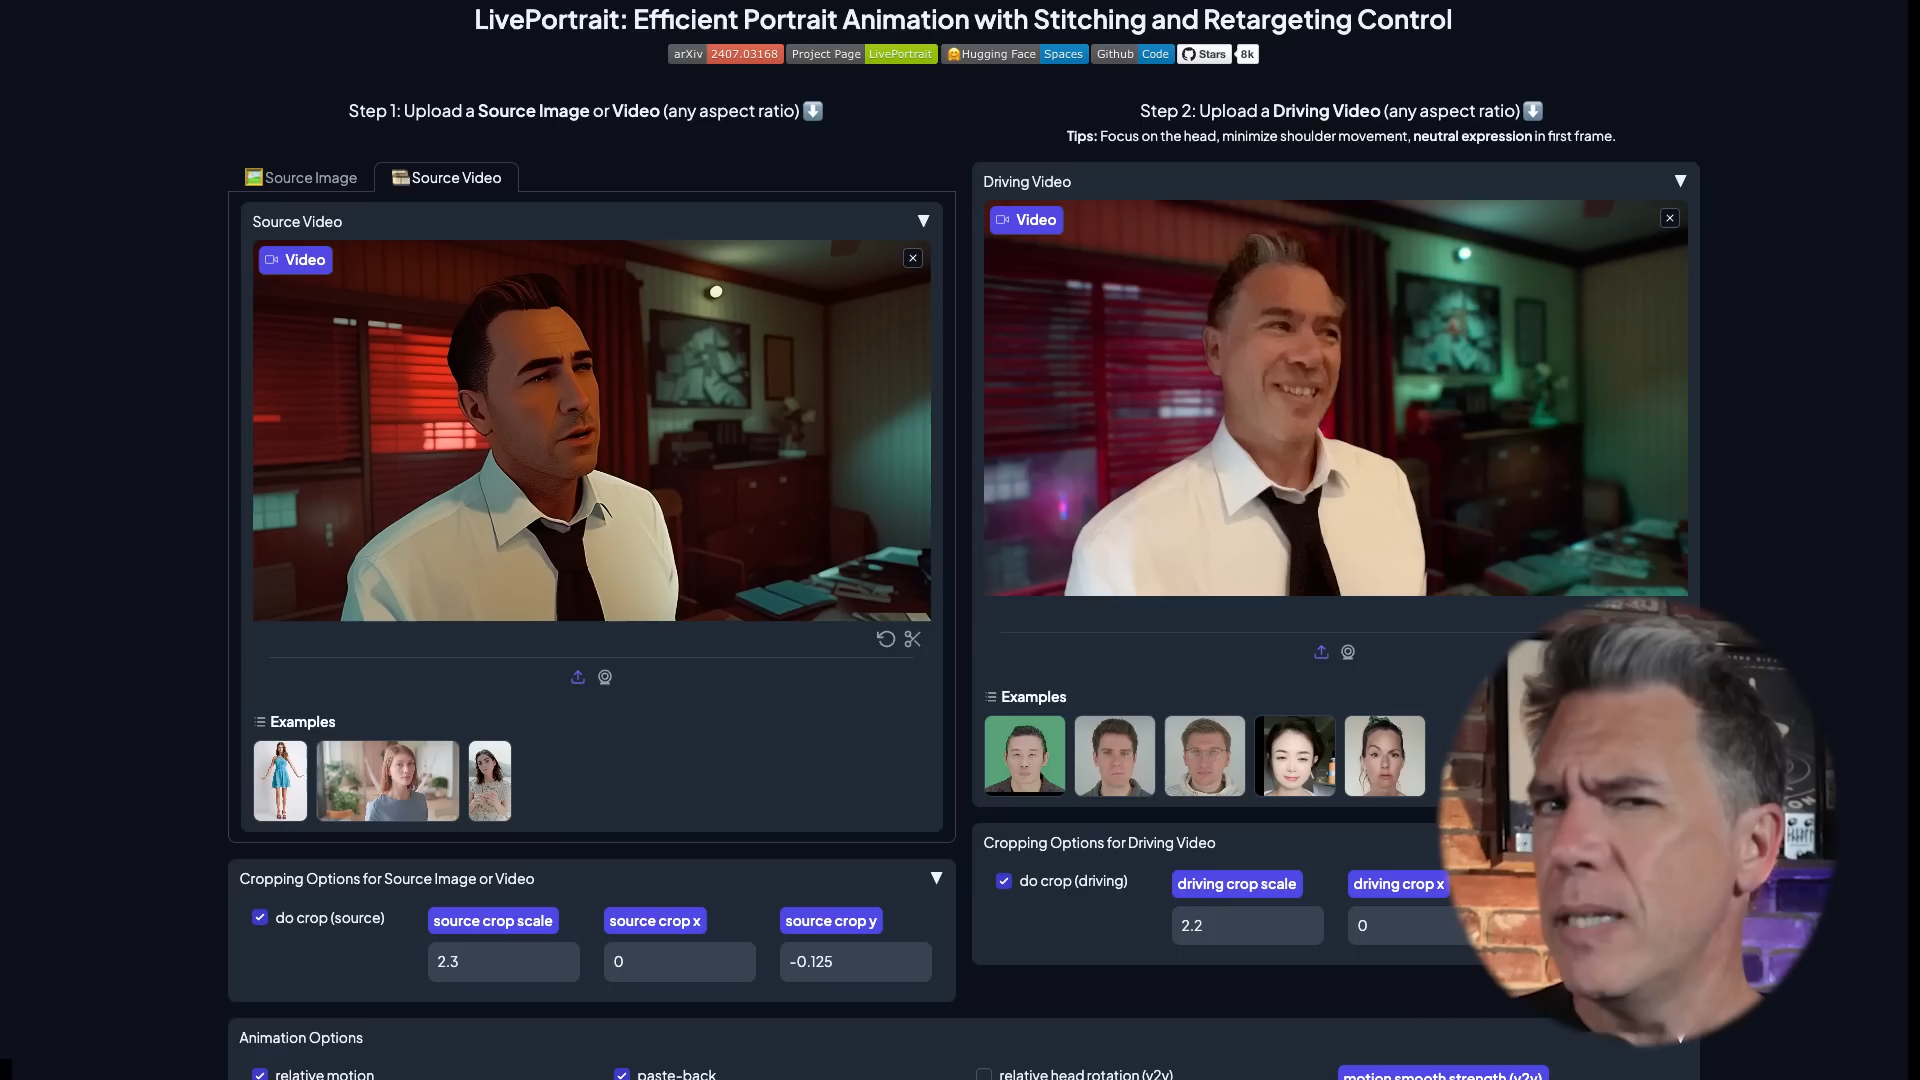 LivePortrait: Efficient Portrait Animation with Stitching and Retargeting Control
arXiv 2407.03168 Project Page LivePortrait Hugging Face Spaces Github Code Stars 8k
Step 1: Upload a Source Image or Video (any aspect ratio)
Step 2: Upload a Driving Video (any aspect ratio)
Tips: Focus on the head, minimize shoulder movement, neutral expression in first frame.
Source Image
Source Video
Source Video
Video
Examples
Cropping Options for Source Image or Video
do crop (source)
source crop scale
source crop x
source crop y
2.3
0
-0.125
Driving Video
Video
Examples
Cropping Options for Driving Video
do crop (driving)
driving crop scale
driving crop x
2.2
0
Animation Options
relative motion
paste-back
relative head rotation (v2v)
motion smooth strength (v2v)